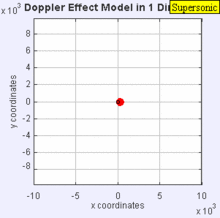 x 10³ Doppler Effect Model in 1 Di
Supersonic
8
6
4
2
0
-2
-4
-6
-8
y coordinates
-10 -5 0 5 10
x coordinates
x 10³